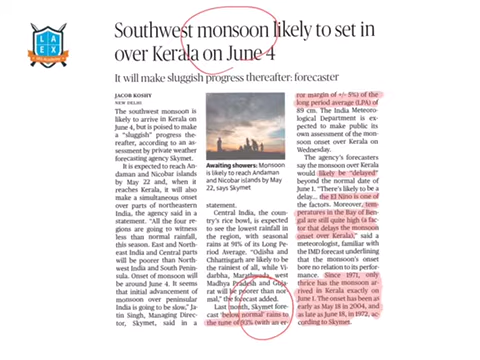 LAEX
Southwest monsoon likely to set in
over Kerala on June 4
It will make sluggish progress thereafter: forecaster
JACOB KOSHY
NEW DELHI
The southwest monsoon is
likely to arrive in Kerala on
June 4, but is poised to make
a "sluggish" progress the-
reafter, according to an as-
sessment by private weather
forecasting agency Skymet.
It is expected to reach An-
daman and Nicobar islands
by May 22 and, when it
reaches Kerala, it will also
make a simultaneous onset
over parts of northeastern
India, the agency said in a
statement. "All the four re-
gions are going to witness
less than normal rainfall,
this season. East and North-
east India and Central parts
will be poorer than North-
west India and South Penin-
sula. Onset of monsoon will
be around June 4. It seems
that initial advancement of
monsoon over peninsular
India is going to be slow," Ja-
tin Singh, Managing Direc-
tor, Skymet, said in a
Awaiting showers: Monsoon
is likely to reach Andaman
and Nicobar islands by May
22, says Skymet
statement.
Central India, the coun-
try's rice bowl, is expected
to see the lowest rainfall in
the region, with seasonal
rains at 91% of its Long Pe-
riod Average. "Odisha and
Chhattisgarh are likely to be
the rainiest of all, while Vi-
darbha, Marathwada, west
Madhya Pradesh and Guja-
rat will be poorer than nor-
mal," the forecast added.
Last month, Skymet fore-
cast 'below normal' rains to
the tune of 93% (with an er-
ror margin of +/- 5%) of the
long period average (LPA) of
89 cm. The India Meteoro-
logical Department is ex-
pected to make public its
own assessment of the mon-
soon onset over Kerala on
Wednesday.
The agency's forecasters
say the monsoon over Kerala
would likely be "delayed"
beyond the normal date of
June 1. "There's likely to be a
delay... the El Nino is one of
the factors. Moreover, tem-
peratures in the Bay of Ben-
gal are still quite high (a fac-
tor that delays the monsoon
onset over Kerala)," said a
meteorologist, familiar with
the IMD forecast underlining
that the monsoon's onset
bore no relation to its perfor-
mance. Since 1971, only
thrice has the monsoon ar-
rived in Kerala exactly on
June 1. The onset has been as
early as May 18 in 2004, and
as late as June 18, in 1972, ac-
cording to Skymet.